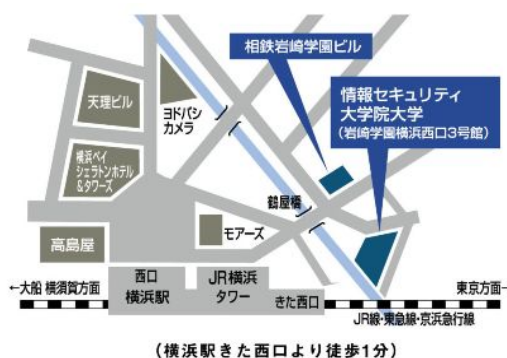 相鉄岩崎学園ビル
情報セキュリティ
大学院大学
(岩崎学園横浜西口3号館)
天理ビル
ヨドバシ
カメラ
横浜ベイ
シェラトンホテル
&タワーズ
鶴屋橋
モアーズ
高島屋
西口
横浜駅
JR横浜
タワー
きた西口
←大船 横須賀方面
東京方面→
JR線・東急線・京浜急行線
(横浜駅きた西口より徒歩1分)